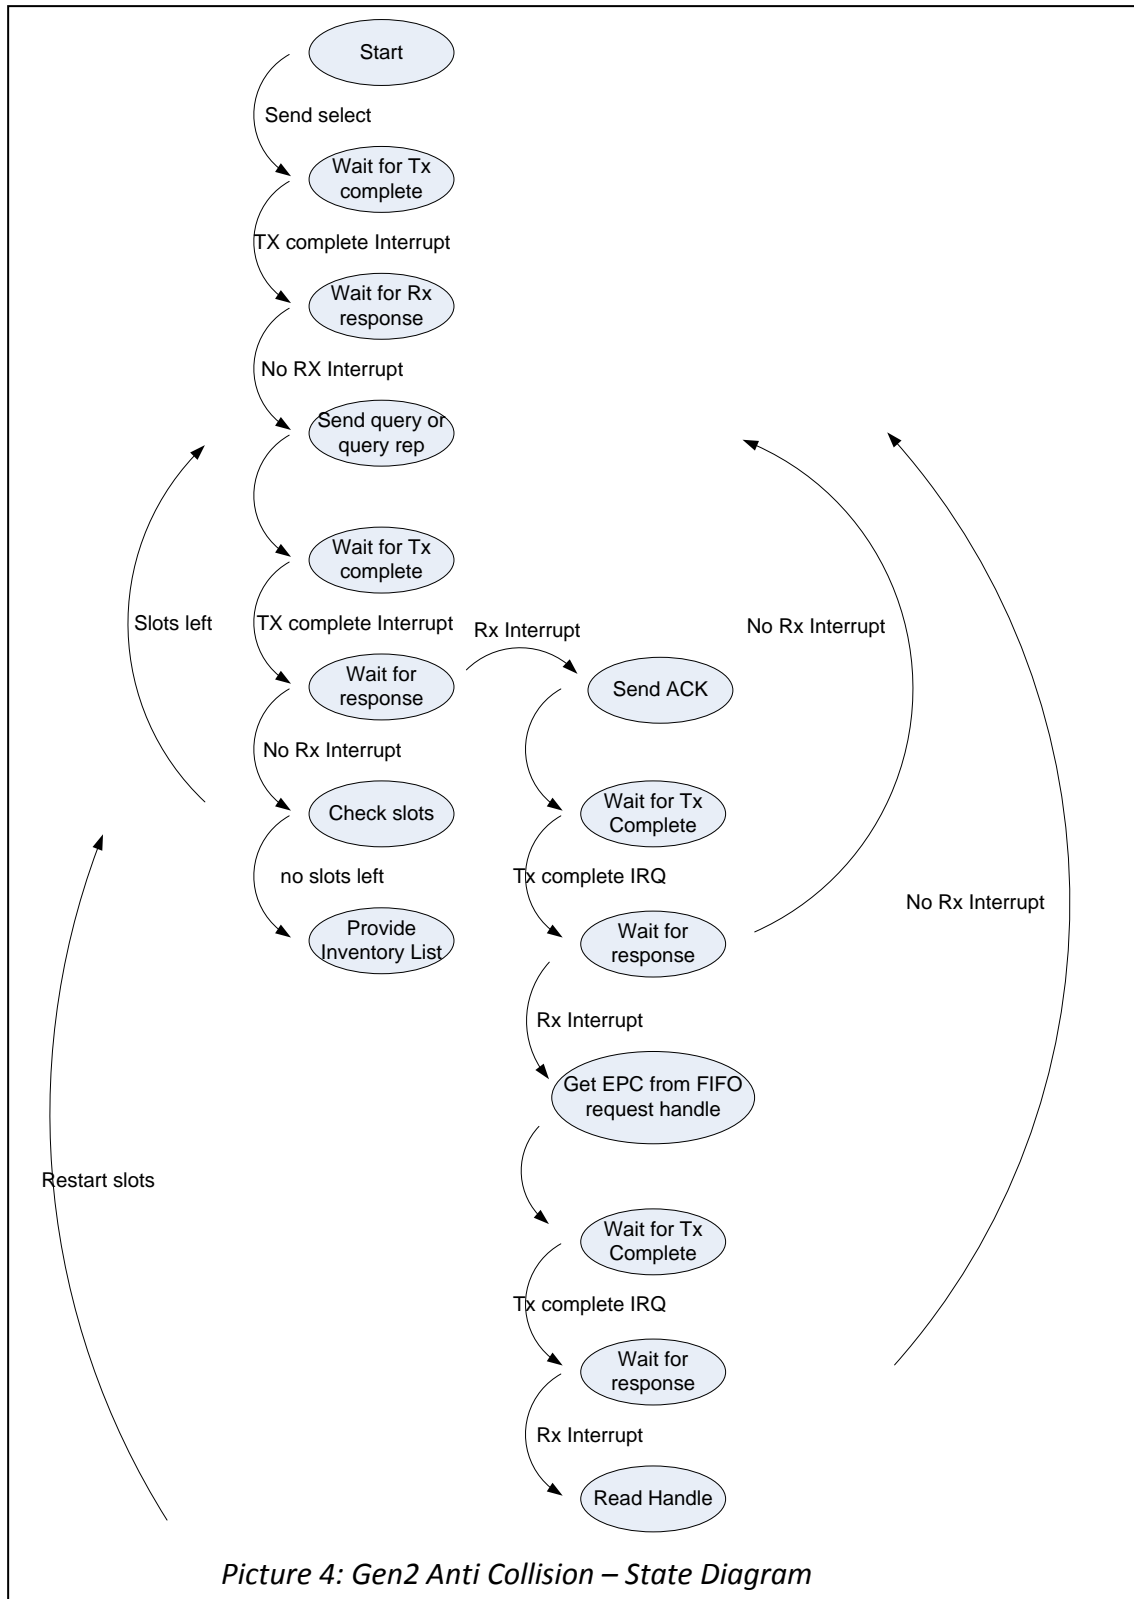 Start
Send select
Wait for Tx
complete
TX complete Interrupt
Wait for Rx
response
No RX Interrupt
Send query or
query rep
Wait for Tx
complete
Slots left
TX complete Interrupt
Rx Interrupt
No Rx Interrupt
Wait for
response
Send ACK
No Rx Interrupt
Check slots
Wait for Tx
Complete
no slots left
Tx complete IRQ
No Rx Interrupt
Provide
Inventory List
Wait for
response
Rx Interrupt
Get EPC from FIFO
request handle
Restart slots
Wait for Tx
Complete
Tx complete IRQ
Wait for
response
Rx Interrupt
Read Handle
Picture 4: Gen2 Anti Collision – State Diagram